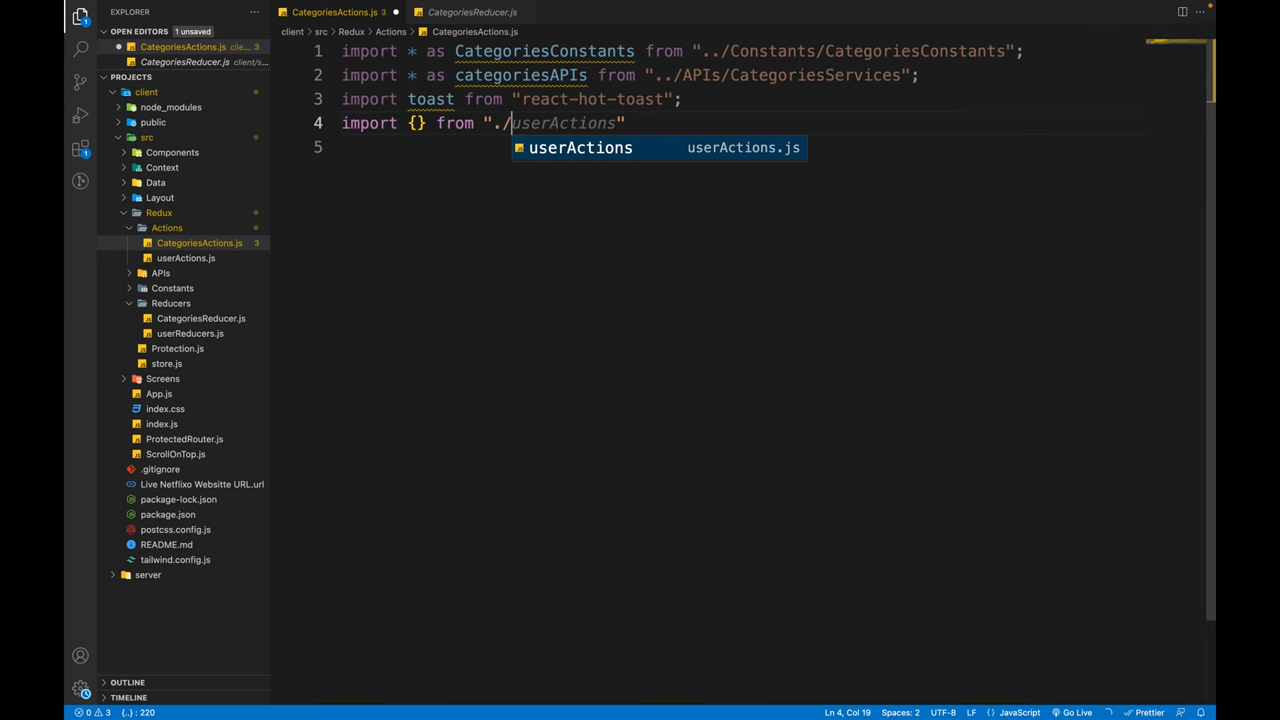 EXPLORER
CategoriesActions.js 3
CategoriesReducer.js
OPEN EDITORS 1 unsaved
client > src > Redux > Actions > CategoriesActions.js
CategoriesActions.js clie... 3
CategoriesReducer.js client/s...
PROJECTS
client
node_modules
public
src
Components
Context
Data
Layout
Redux
Actions
CategoriesActions.js 3
userActions.js
APIs
Constants
Reducers
CategoriesReducer.js
userReducers.js
Protection.js
store.js
Screens
App.js
index.css
index.js
ProtectedRouter.js
ScrollOnTop.js
.gitignore
Live Netflixo Websitte URL.url
package-lock.json
package.json
postcss.config.js
README.md
tailwind.config.js
server
OUTLINE
TIMELINE
1 import * as CategoriesConstants from "../Constants/CategoriesConstants";
2 import * as categoriesAPIs from "../APIs/CategoriesServices";
3 import toast from "react-hot-toast";
4 import {} from "./userActions"
userActions userActions.js
5
1
1
0 3 {..} : 220 Ln 4, Col 19 Spaces: 2 UTF-8 LF {} JavaScript Go Live Prettier